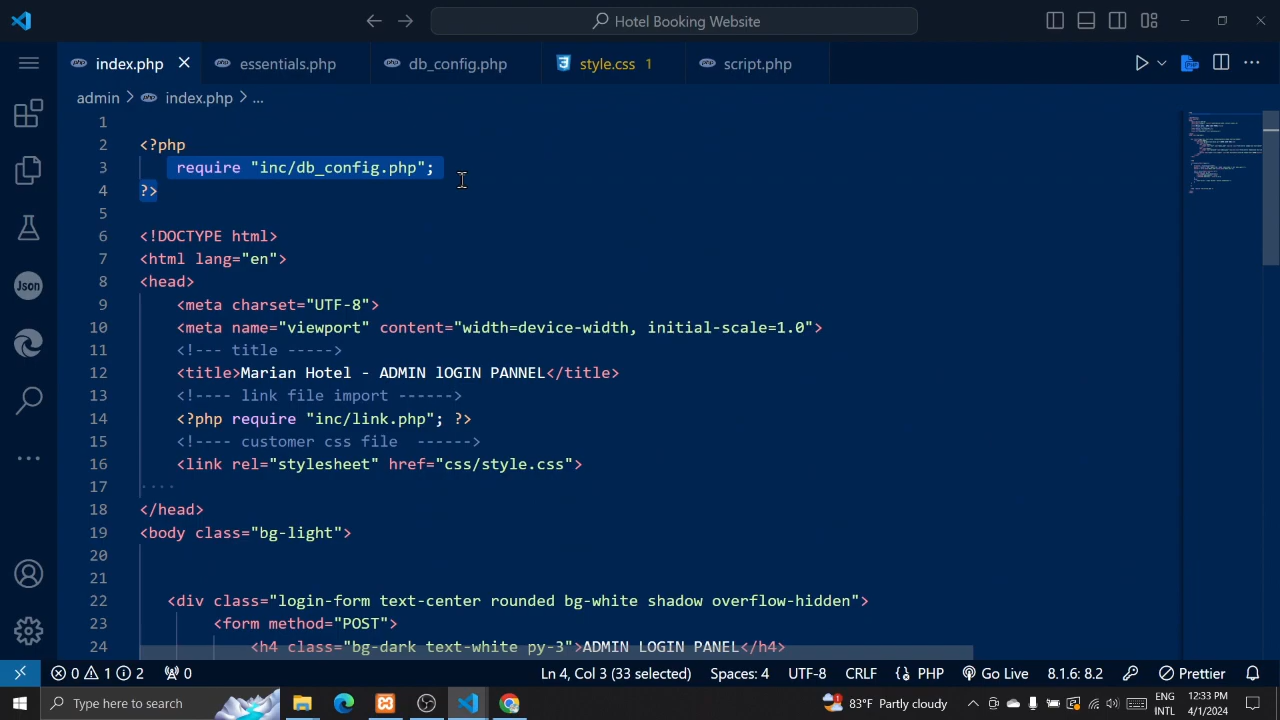 Hotel Booking Website
index.php
essentials.php
db_config.php
style.css 1
script.php
admin > index.php > ...
1
2 <?php
3 require "inc/db_config.php";
4 ?>
5
6 <!DOCTYPE html>
7 <html lang="en">
8 <head>
9 <meta charset="UTF-8">
10 <meta name="viewport" content="width=device-width, initial-scale=1.0">
11 <!--- title ----->
12 <title>Marian Hotel - ADMIN lOGIN PANNEL</title>
13 <!---- link file import ------>
14 <?php require "inc/link.php"; ?>
15 <!---- customer css file  ------>
16 <link rel="stylesheet" href="css/style.css">
17
18 </head>
19 <body class="bg-light">
20
21
22 <div class="login-form text-center rounded bg-white shadow overflow-hidden">
23 <form method="POST">
24 <h4 class="bg-dark text-white py-3">ADMIN LOGIN PANEL</h4>
Json
0 1 2 0 Ln 4, Col 3 (33 selected) Spaces: 4 UTF-8 CRLF PHP Go Live 8.1.6: 8.2 Prettier
Type here to search 83°F Partly cloudy ENG INTL 12:33 PM 4/1/2024